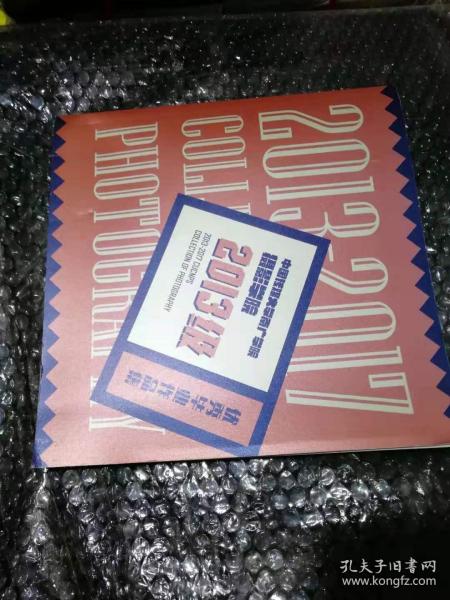 2013-2017
PHOTOGRAPHY
中国传媒大学南广学院
摄影学院
2013级
2013-2017 CUCNPS
COLLECTION OF PHOTOGRAPHY
优秀毕业作品集
孔夫子旧书网
www.kongfz.com